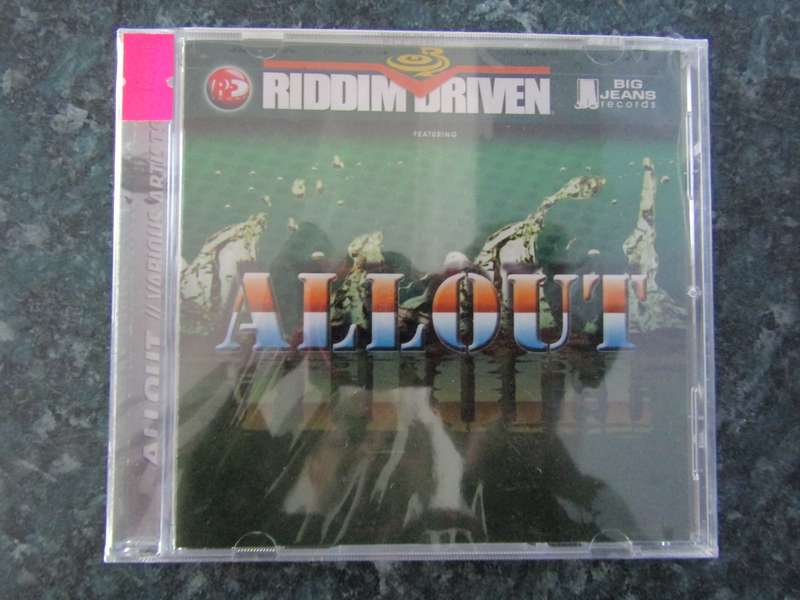 RIDDIM DRIVEN
BIG
JEANS
records
FEATURING
ALLOUT
ALLOUT // VARIOUS ARTISTS